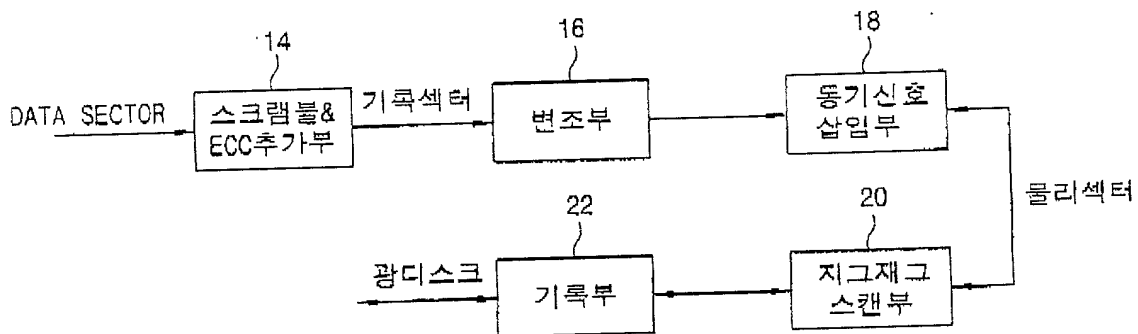 14
16
18
DATA SECTOR
스크램블&
ECC추가부
기록섹터
변조부
동기신호
삽입부
물리섹터
22
20
광디스크
기록부
지그재그
스캔부